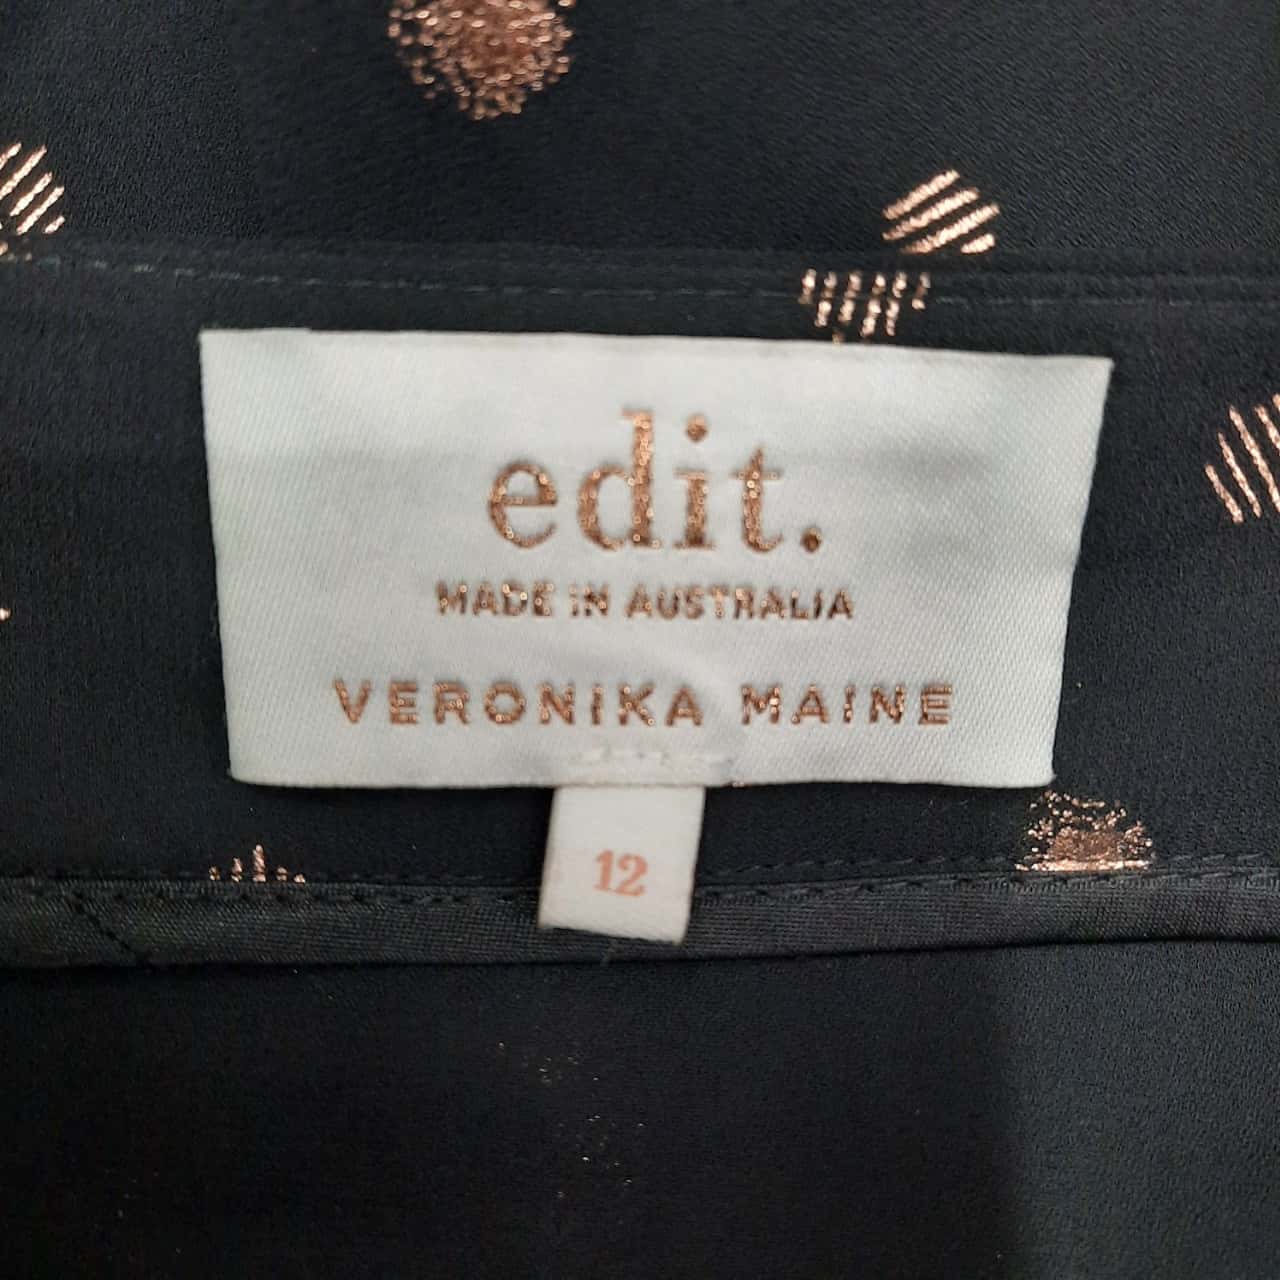 edit.
MADE IN AUSTRALIA
VERONIKA MAINE
12